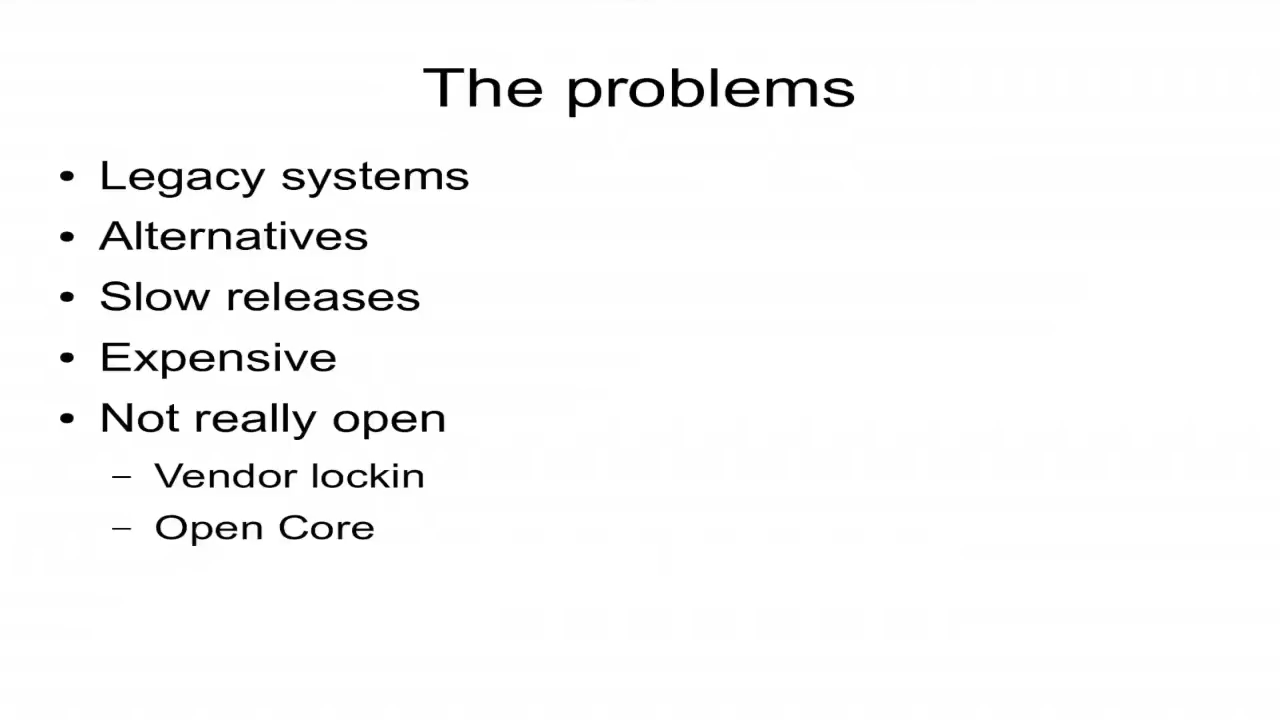 The problems
• Legacy systems
• Alternatives
• Slow releases
• Expensive
• Not really open
– Vendor lockin
– Open Core